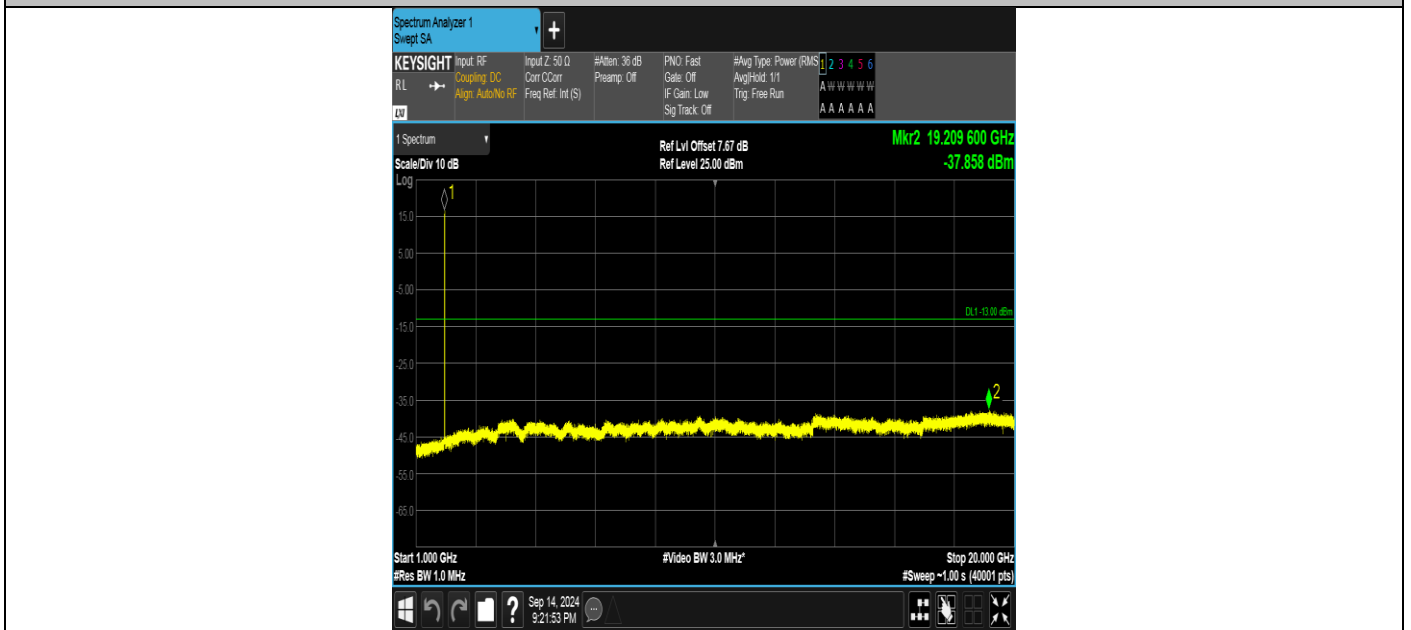 Spectrum Analyzer 1
Swept SA
+
KEYSIGHT
RL
LXI
Input: RF
Coupling: DC
Align: Auto/No RF
Input Z: 50 Ω
Corr CCorr
Freq Ref: Int (S)
#Atten: 36 dB
Preamp: Off
PNO: Fast
Gate: Off
IF Gain: Low
Sig Track: Off
#Avg Type: Power (RMS
Avg|Hold: 1/1
Trig: Free Run
1 2 3 4 5 6
A W W W W W
A A A A A A
1 Spectrum
Scale/Div 10 dB
Ref Lvl Offset 7.67 dB
Ref Level 25.00 dBm
Mkr2 19.209 600 GHz
-37.858 dBm
Log
1
15.0
5.00
-5.00
DL1 -13.00 dBm
-15.0
-25.0
2
-35.0
-45.0
-55.0
-65.0
Start 1.000 GHz
#Video BW 3.0 MHz*
Stop 20.000 GHz
#Res BW 1.0 MHz
#Sweep ~1.00 s (40001 pts)
?
Sep 14, 2024
9:21:53 PM